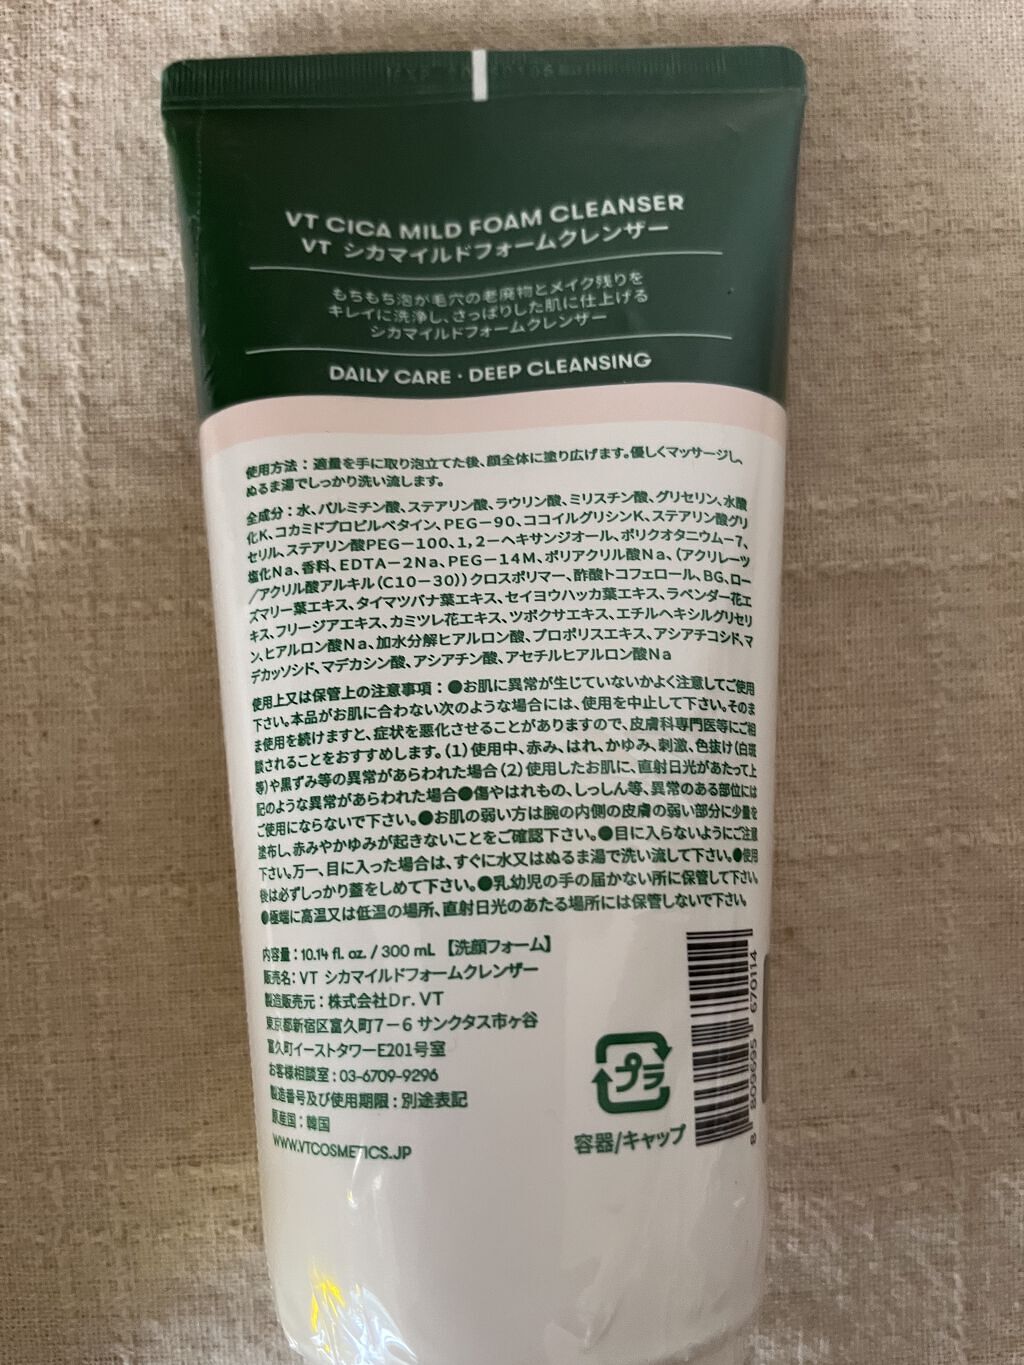 VT CICA MILD FOAM CLEANSER
VT シカマイルドフォームクレンザー
もちもち泡が毛穴の老廃物とメイク残りを
キレイに洗浄し、さっぱりした肌に仕上げる
シカマイルドフォームクレンザー
DAILY CARE · DEEP CLEANSING
使用方法：適量を手に取り泡立てた後、顔全体に塗り広げます。優しくマッサージし、
ぬるま湯でしっかり洗い流します。
全成分：水、パルミチン酸、ステアリン酸、ラウリン酸、ミリスチン酸、グリセリン、水酸
化K、コカミドプロピルベタイン、PEG－90、ココイルグリシンK、ステアリン酸グリ
セリル、ステアリン酸PEG－100、1,2－ヘキサンジオール、ポリクオタニウム－7、
塩化Na、香料、EDTA－2Na、PEG－14M、ポリアクリル酸Na、（アクリレーツ
／アクリル酸アルキル（C10－30））クロスポリマー、酢酸トコフェロール、BG、ロー
ズマリー葉エキス、タイマツバナ葉エキス、セイヨウハッカ葉エキス、ラベンダー花エ
キス、フリージアエキス、カミツレ花エキス、ツボクサエキス、エチルヘキシルグリセリ
ン、ヒアルロン酸Na、加水分解ヒアルロン酸、プロポリスエキス、アシアチコシド、マ
デカッソシド、マデカシン酸、アシアチン酸、アセチルヒアルロン酸Na
使用上又は保管上の注意事項：●お肌に異常が生じていないかよく注意してご使用
下さい。本品がお肌に合わない次のような場合には、使用を中止して下さい。そのま
ま使用を続けますと、症状を悪化させることがありますので、皮膚科専門医等にご相
談されることをおすすめします。（1）使用中、赤み、はれ、かゆみ、刺激、色抜け（白斑
等）や黒ずみ等の異常があらわれた場合（2）使用したお肌に、直射日光があたって上
記のような異常があらわれた場合●傷やはれもの、しっしん等、異常のある部位には
ご使用にならないで下さい。●お肌の弱い方は腕の内側の皮膚の弱い部分に少量を
塗布し、赤みやかゆみが起きないことをご確認下さい。●目に入らないようにご注意
下さい。万一、目に入った場合は、すぐに水又はぬるま湯で洗い流して下さい。●使用
後は必ずしっかり蓋をしめて下さい。●乳幼児の手の届かない所に保管して下さい。
●極端に高温又は低温の場所、直射日光のあたる場所には保管しないで下さい。
内容量：10.14 fl. oz. / 300 mL 【洗顔フォーム】
販売名：VT シカマイルドフォームクレンザー
製造販売元：株式会社Dr. VT
東京都新宿区富久町7－6 サンクタス市ヶ谷
富久町イーストタワーE201号室
お客様相談室：03-6709-9296
製造番号及び使用期限：別途表記
原産国：韓国
WWW.VTCOSMETICS.JP
プラ
容器/キャップ
8 809695 670114